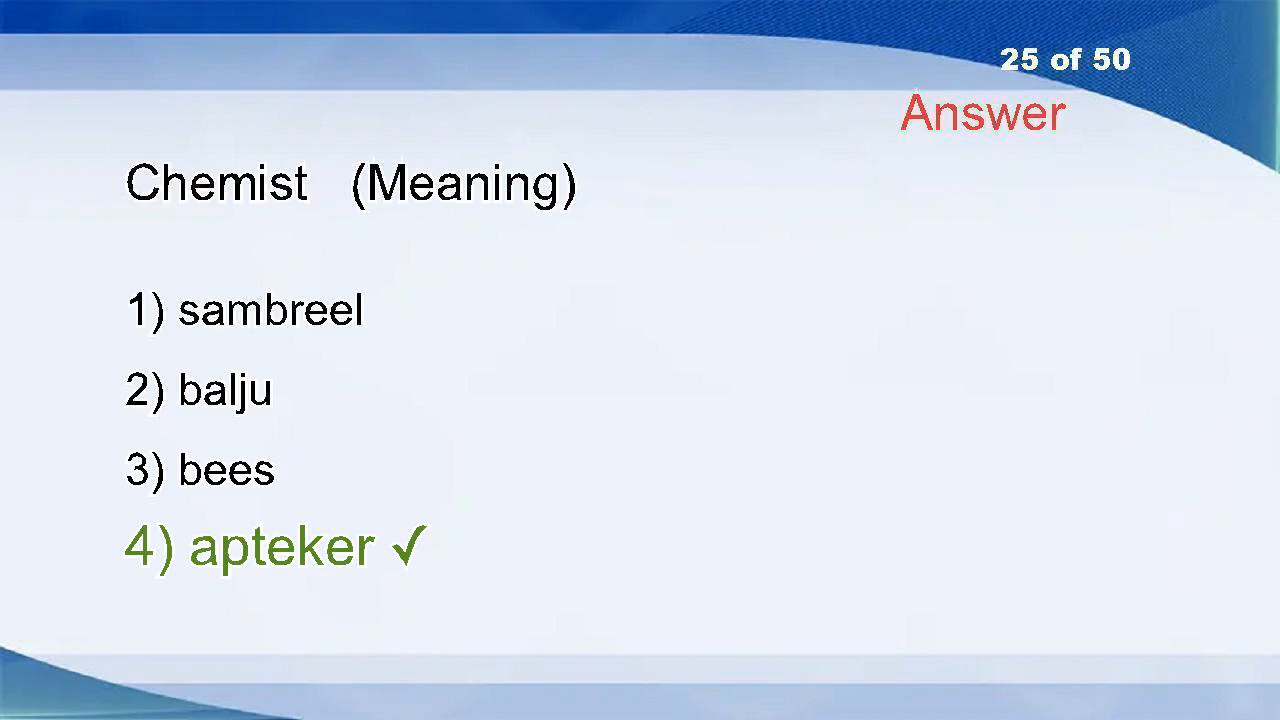 25 of 50
Answer
Chemist (Meaning)
1) sambreel
2) balju
3) bees
4) apteker ✓